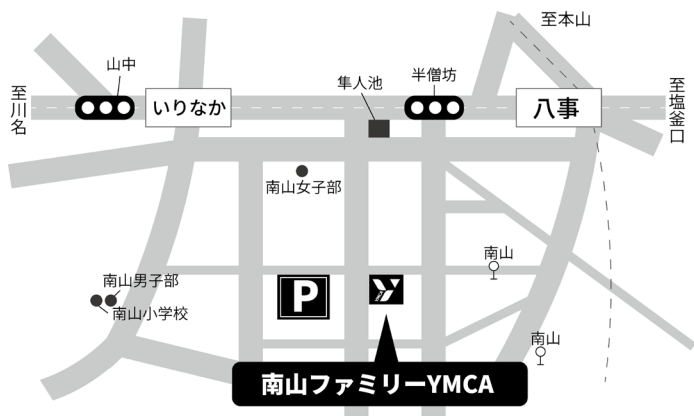 至本山
山中
隼人池
半僧坊
至川名
いりなか
八事
至塩釜口
南山女子部
南山
南山男子部
南山小学校
P
Y
南山
南山ファミリーYMCA